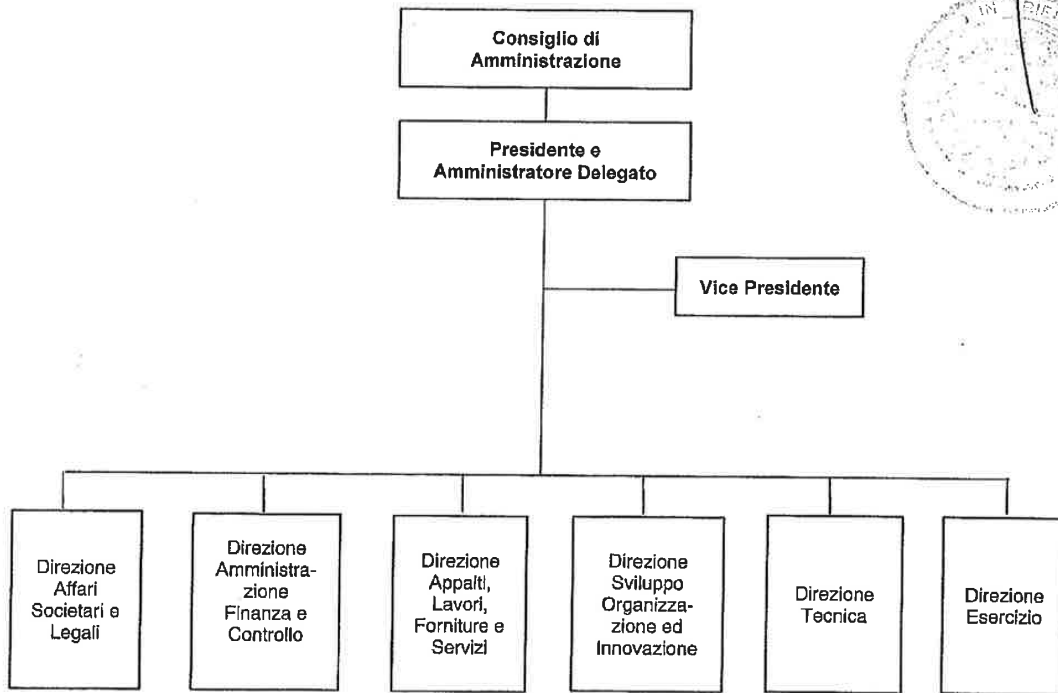 Consiglio di
Amministrazione
Presidente e
Amministratore Delegato
Vice Presidente
Direzione
Affari
Societari e
Legali
Direzione
Amministra-
zione
Finanza e
Controllo
Direzione
Appalti,
Lavori,
Forniture e
Servizi
Direzione
Sviluppo
Organizza-
zione ed
Innovazione
Direzione
Tecnica
Direzione
Esercizio
IN